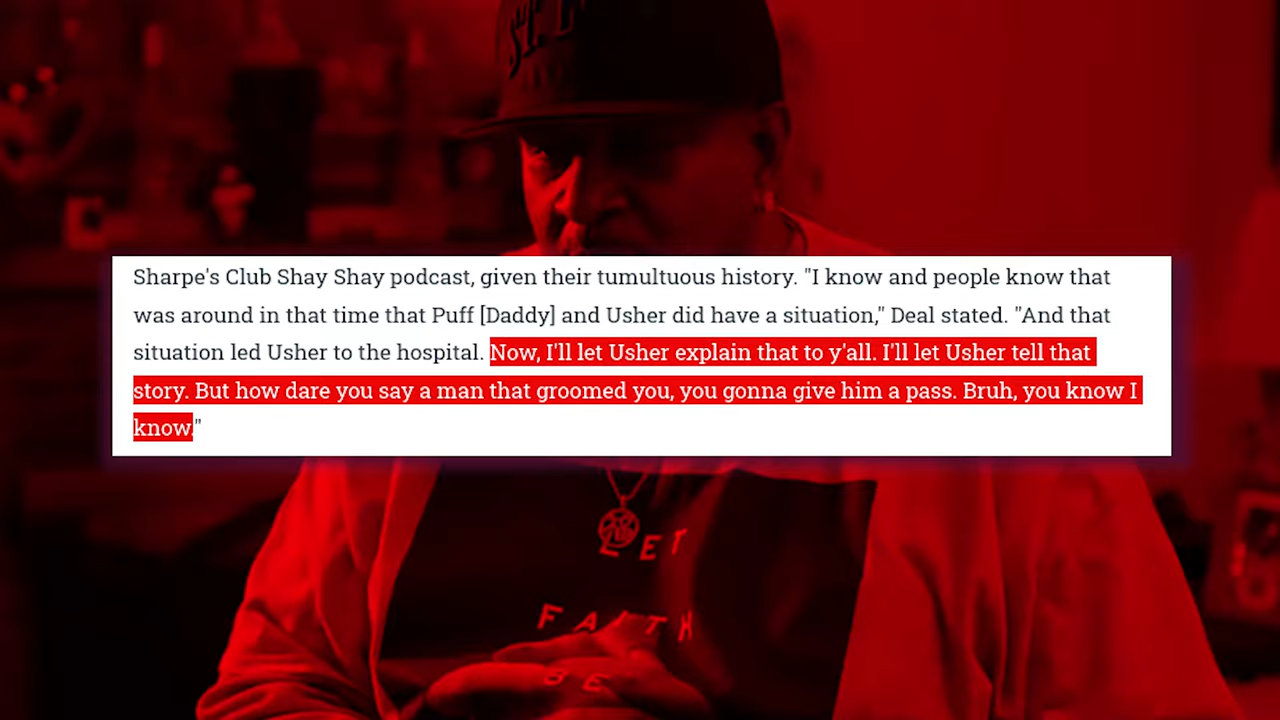 Sharpe's Club Shay Shay podcast, given their tumultuous history. "I know and people know that
was around in that time that Puff [Daddy] and Usher did have a situation," Deal stated. "And that
situation led Usher to the hospital. Now, I'll let Usher explain that to y'all. I'll let Usher tell that
story. But how dare you say a man that groomed you, you gonna give him a pass. Bruh, you know I
know."
LET
FAITH
BE